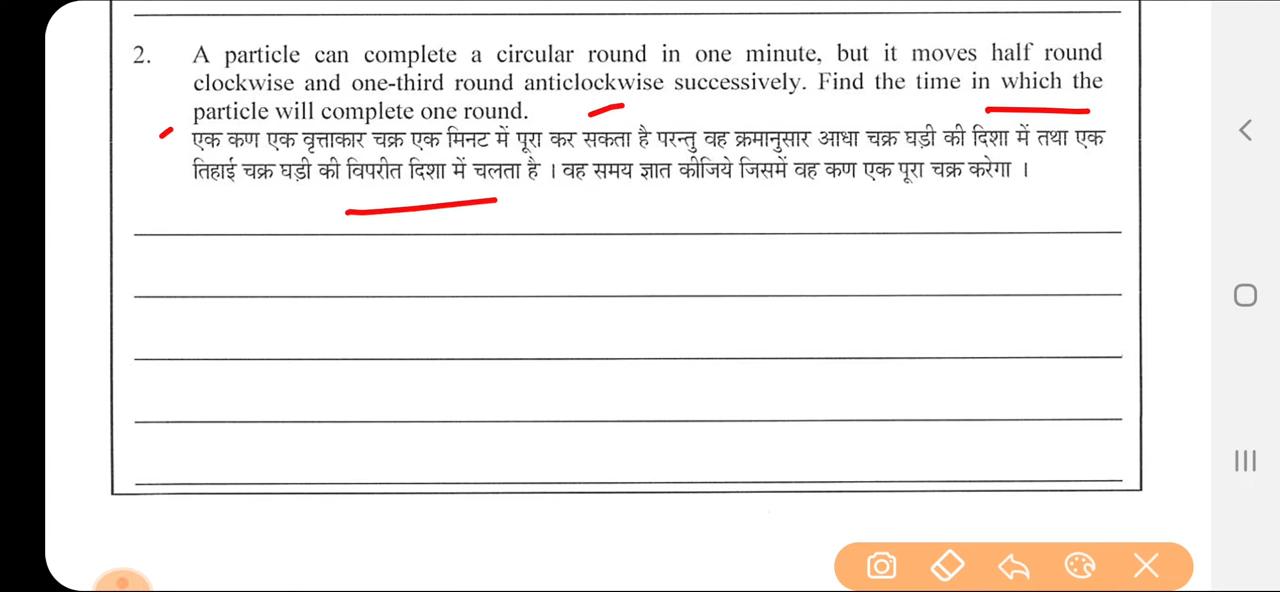 2. A particle can complete a circular round in one minute, but it moves half round
clockwise and one-third round anticlockwise successively. Find the time in which the
particle will complete one round.
एक कण एक वृत्ताकार चक्र एक मिनट में पूरा कर सकता है परन्तु वह क्रमानुसार आधा चक्र घड़ी की दिशा में तथा एक
तिहाई चक्र घड़ी की विपरीत दिशा में चलता है । वह समय ज्ञात कीजिये जिसमें वह कण एक पूरा चक्र करेगा ।